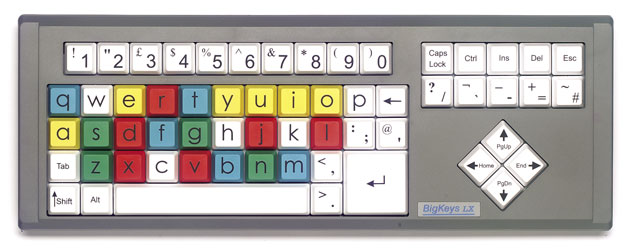 ! 1 " 2 £ 3 $ 4 % 5 ^ 6 & 7 * 8 ( 9 ) 0
Caps Lock Ctrl Ins Del Esc
? / ¬ ` _ - + = ~ #
q w e r t y u i o p ←
a s d f g h j k l : ; @ ,
Tab z x c v b n m < ,
↑ Shift Alt > . ↵
↑ PgUp
← Home End →
PgDn ↓
BigKeys LX